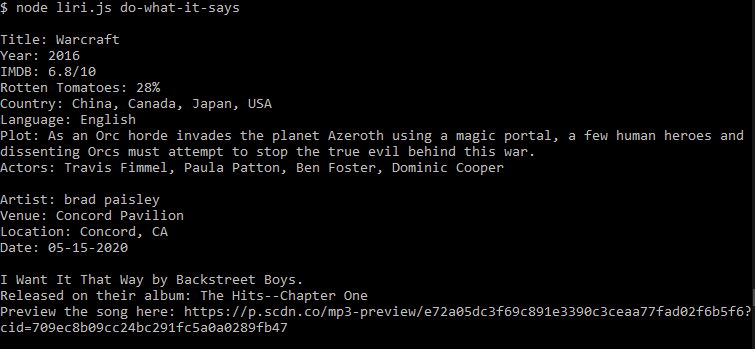 $ node liri.js do-what-it-says
Title: Warcraft
Year: 2016
IMDB: 6.8/10
Rotten Tomatoes: 28%
Country: China, Canada, Japan, USA
Language: English
Plot: As an Orc horde invades the planet Azeroth using a magic portal, a few human heroes and
dissenting Orcs must attempt to stop the true evil behind this war.
Actors: Travis Fimmel, Paula Patton, Ben Foster, Dominic Cooper
Artist: brad paisley
Venue: Concord Pavilion
Location: Concord, CA
Date: 05-15-2020
I Want It That Way by Backstreet Boys.
Released on their album: The Hits--Chapter One
Preview the song here: https://p.scdn.co/mp3-preview/e72a05dc3f69c891e3390c3ceaa77fad02f6b5f6?
cid=709ec8b09cc24bc291fc5a0a0289fb47